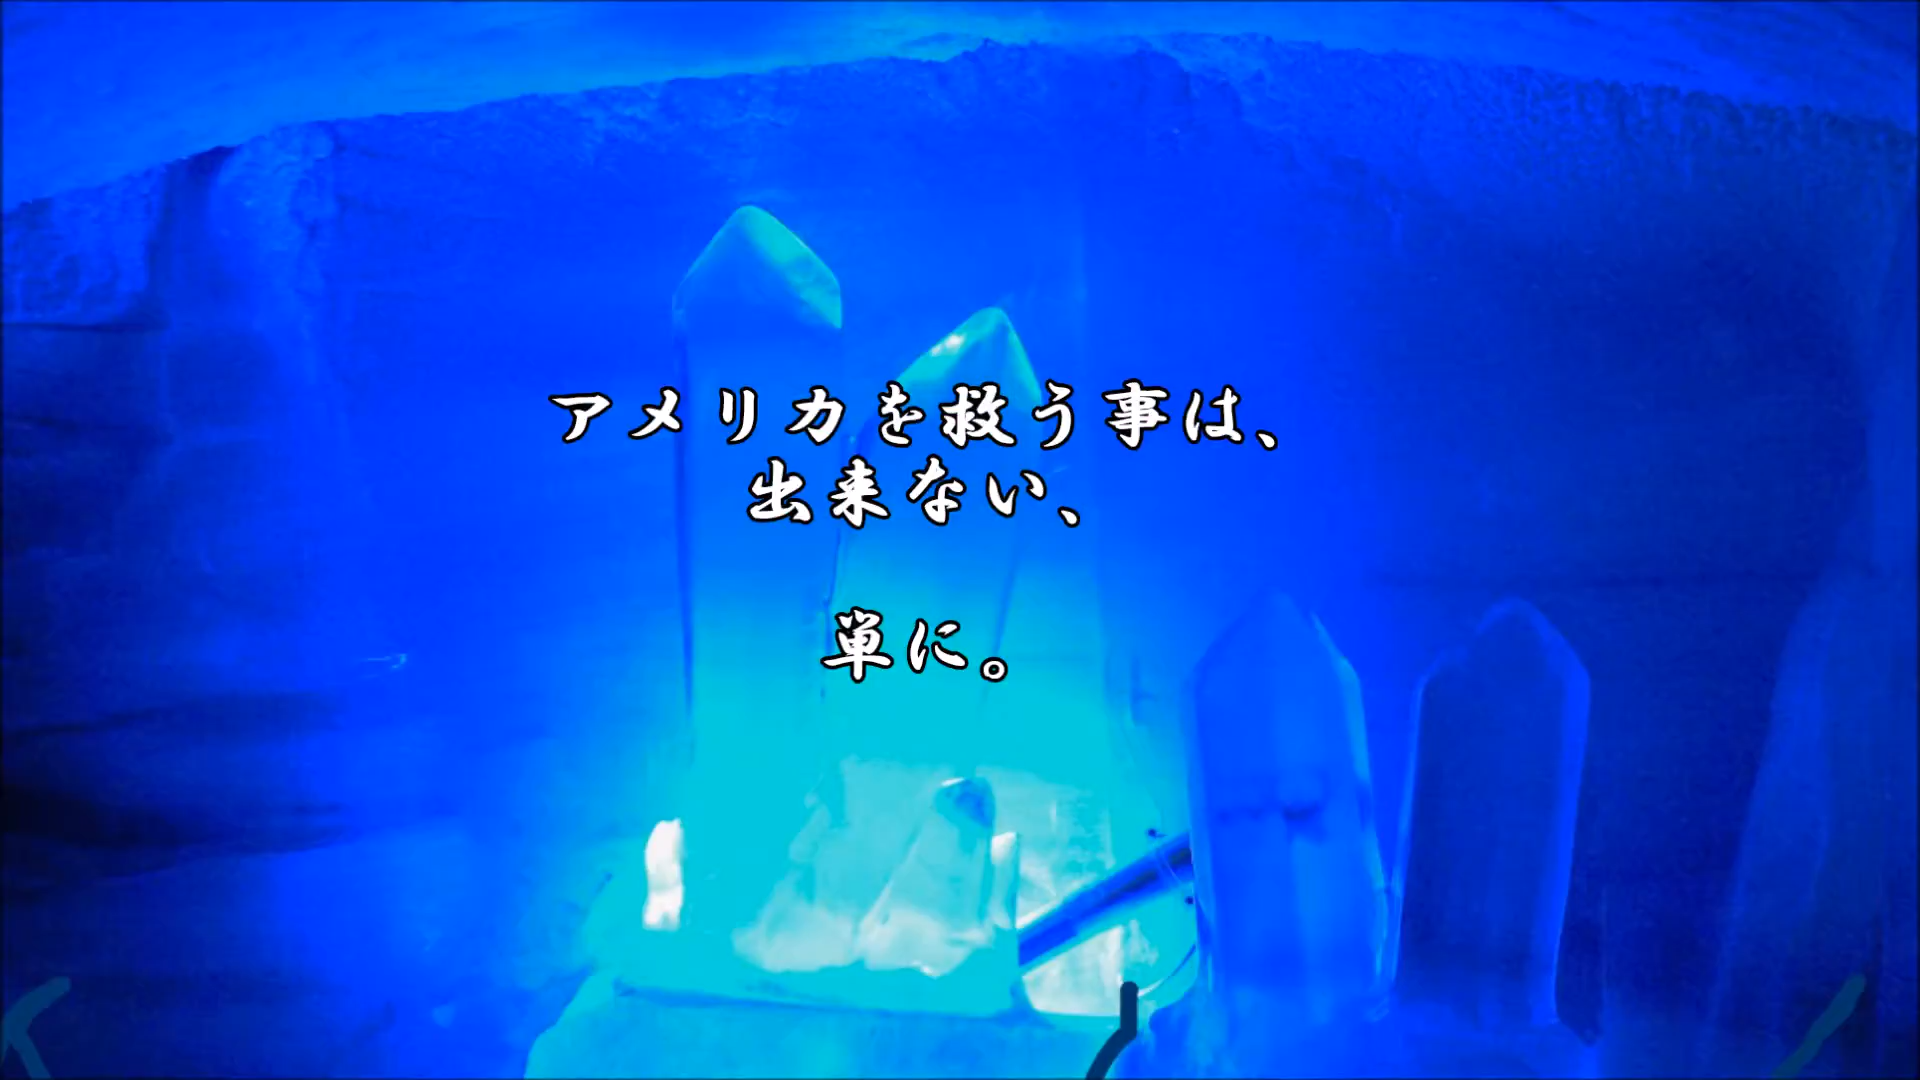 アメリカを救う事は、
出来ない、
単に。